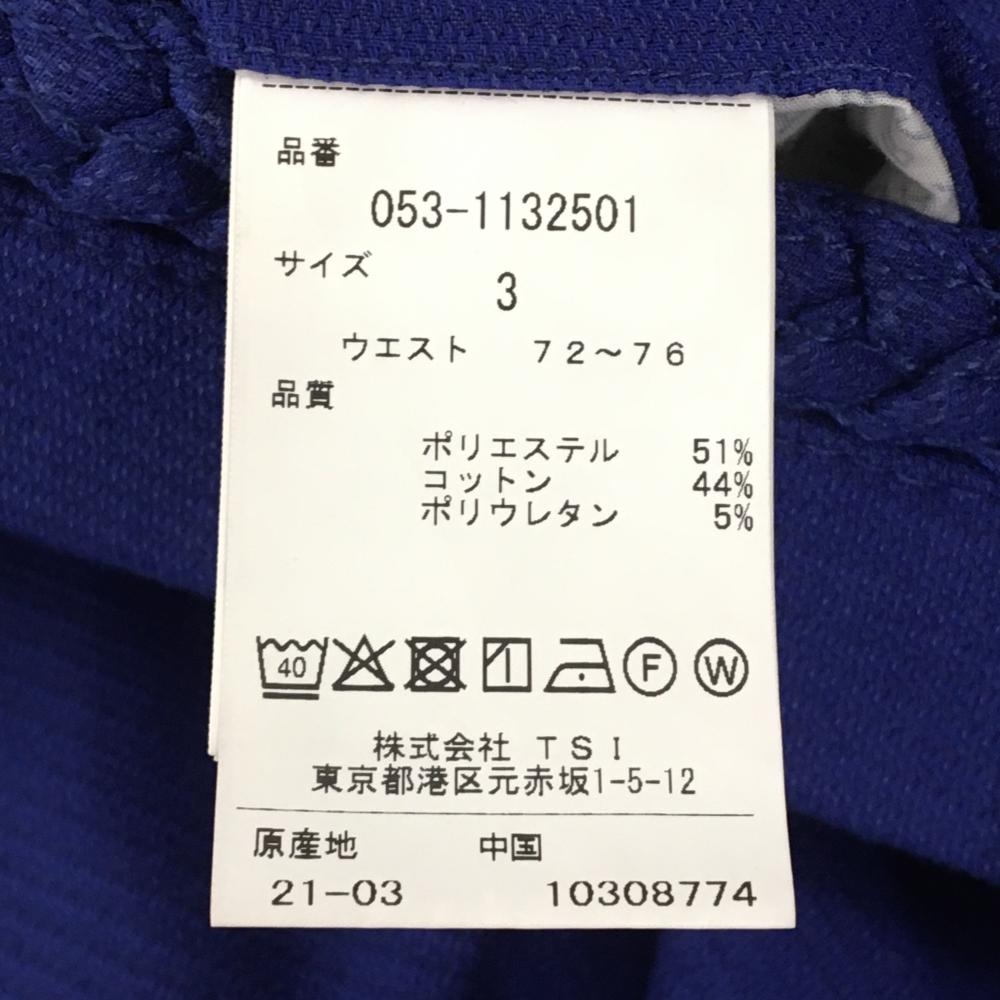 品番
053-1132501
サイズ
3
ウエスト 72～76
品質
ポリエステル 51%
コットン 44%
ポリウレタン 5%
40 F W
株式会社 TSI
東京都港区元赤坂1-5-12
原産地 中国
21-03 10308774